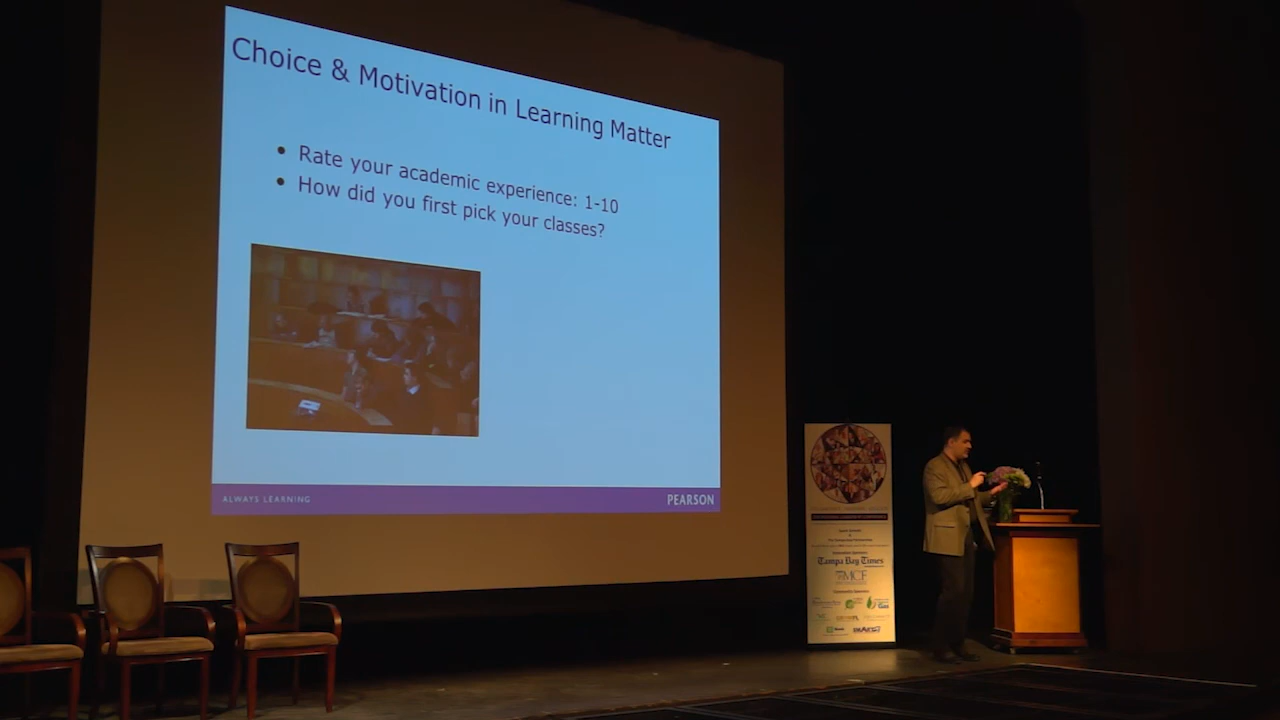 Choice & Motivation in Learning Matter
• Rate your academic experience: 1-10
• How did you first pick your classes?
ALWAYS LEARNING
PEARSON
Tampa Bay Times
MCF